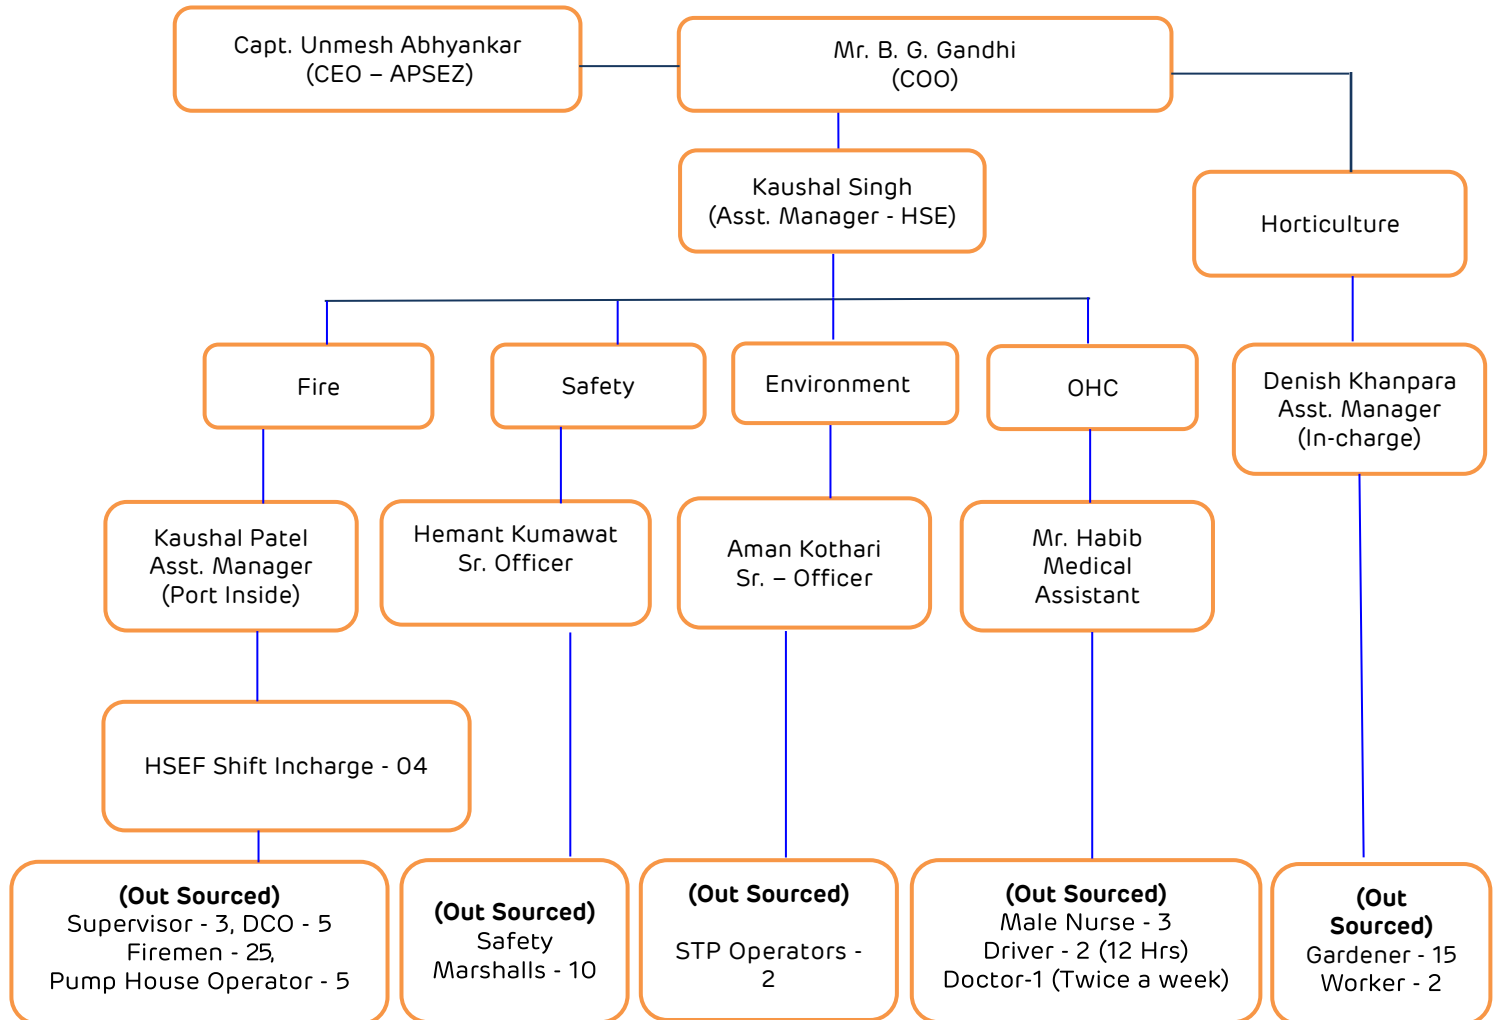 Capt. Unmesh Abhyankar
(CEO – APSEZ)
Mr. B. G. Gandhi
(COO)
Kaushal Singh
(Asst. Manager - HSE)
Horticulture
Fire
Safety
Environment
OHC
Denish Khanpara
Asst. Manager
(In-charge)
Kaushal Patel
Asst. Manager
(Port Inside)
Hemant Kumawat
Sr. Officer
Aman Kothari
Sr. – Officer
Mr. Habib
Medical
Assistant
HSEF Shift Incharge - 04
(Out Sourced)
Supervisor - 3, DCO - 5
Firemen - 25,
Pump House Operator - 5
(Out Sourced)
Safety
Marshalls - 10
(Out Sourced)
STP Operators -
2
(Out Sourced)
Male Nurse - 3
Driver - 2 (12 Hrs)
Doctor-1 (Twice a week)
(Out
Sourced)
Gardener - 15
Worker - 2